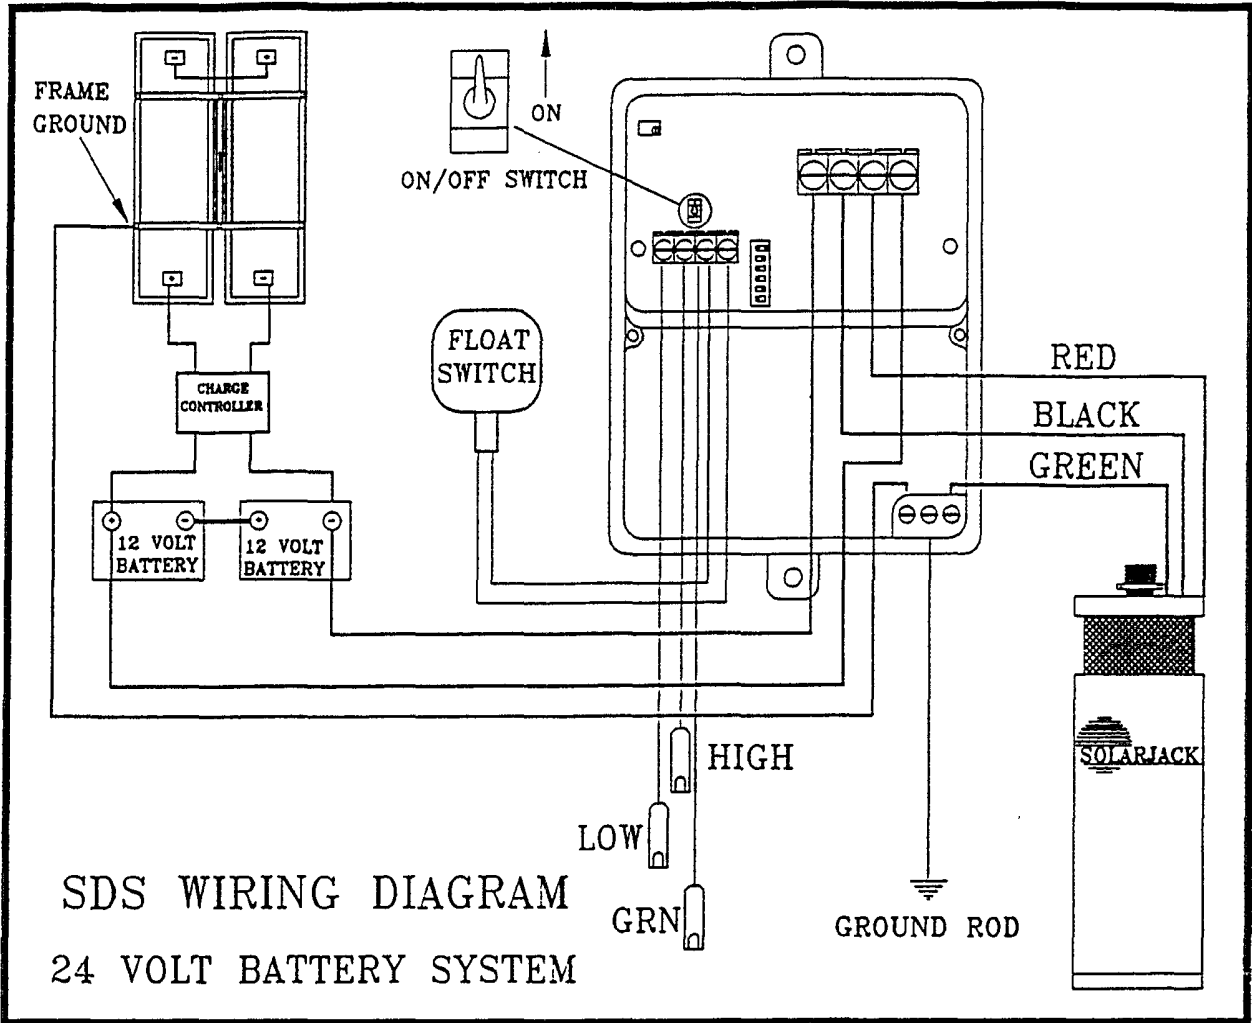 FRAME
GROUND
ON
ON/OFF SWITCH
FLOAT
SWITCH
CHARGE
CONTROLLER
RED
BLACK
GREEN
12 VOLT
BATTERY
12 VOLT
BATTERY
SOLARJACK
HIGH
LOW
GRN
GROUND ROD
SDS WIRING DIAGRAM
24 VOLT BATTERY SYSTEM